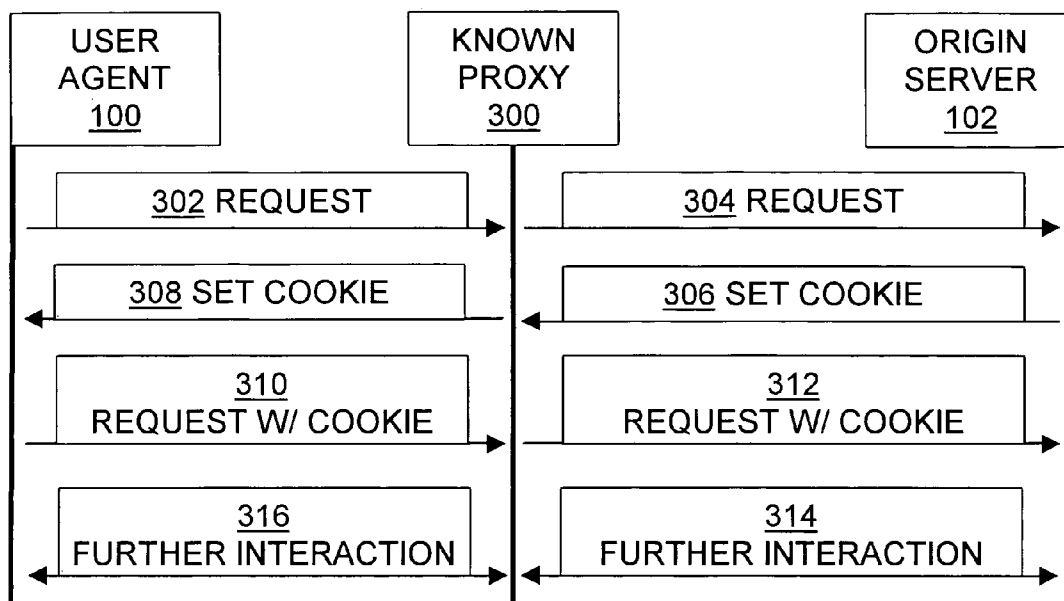 USER
AGENT
100
KNOWN
PROXY
300
ORIGIN
SERVER
102
302 REQUEST
304 REQUEST
308 SET COOKIE
306 SET COOKIE
310
REQUEST W/ COOKIE
312
REQUEST W/ COOKIE
316
FURTHER INTERACTION
314
FURTHER INTERACTION